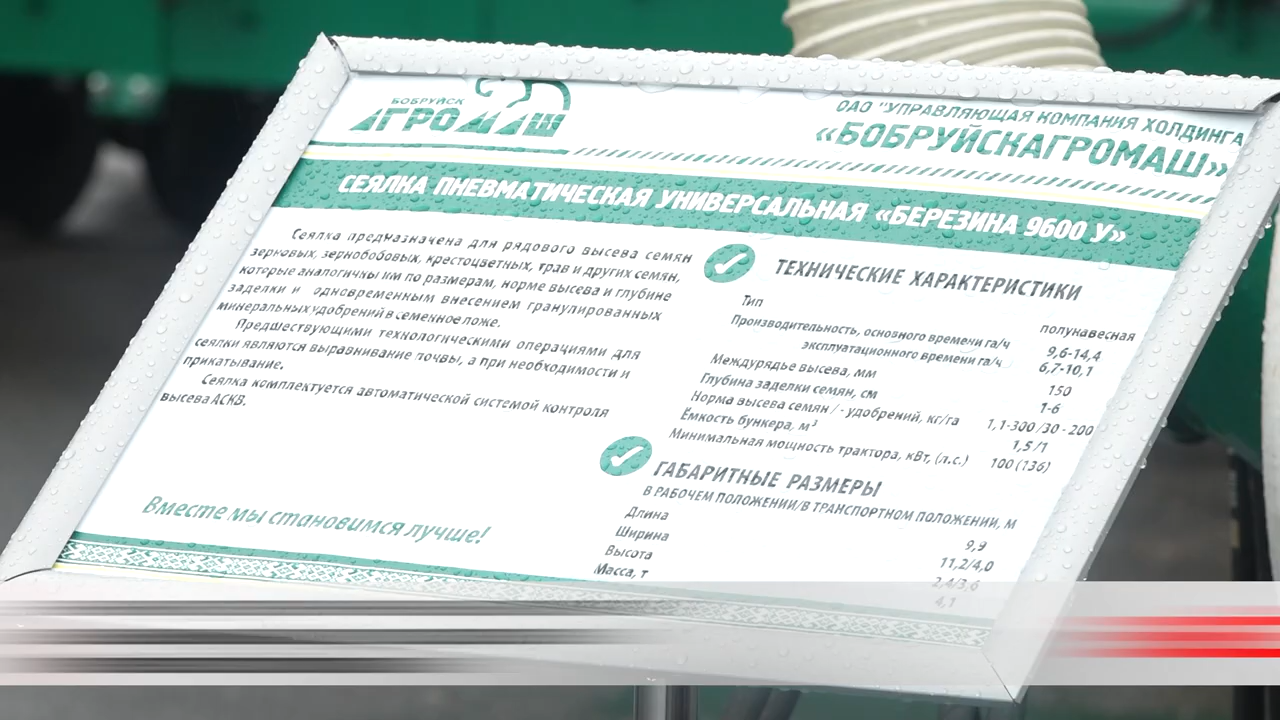 БОБРУЙСК
АГРОМАШ
ОАО "УПРАВЛЯЮЩАЯ КОМПАНИЯ ХОЛДИНГА
«БОБРУЙСКАГРОМАШ»
СЕЯЛКА ПНЕВМАТИЧЕСКАЯ УНИВЕРСАЛЬНАЯ «БЕРЕЗИНА 9600 У»
Сеялка предназначена для рядового высева семян
зерновых, зернобобовых, крестоцветных, трав и других семян,
которые аналогичны им по размерам, норме высева и глубине
заделки и одновременным внесением гранулированных
минеральных удобрений в семенное ложе.
Предшествующими технологическими операциями для
сеялки являются выравнивание почвы, а при необходимости и
прикатывание.
Сеялка комплектуется автоматической системой контроля
высева АСКВ.
Вместе мы становимся лучше!
ТЕХНИЧЕСКИЕ ХАРАКТЕРИСТИКИ
Тип полунавесная
Производительность, основного времени га/ч 9,6-14,4
эксплуатационного времени га/ч 6,7-10,1
Междурядье высева, мм 150
Глубина заделки семян, см 1-6
Норма высева семян / - удобрений, кг/га 1,1-300 /30 - 200
Ёмкость бункера, м³ 1,5 /1
Минимальная мощность трактора, кВт, (л.с.) 100 (136)
ГАБАРИТНЫЕ РАЗМЕРЫ
В РАБОЧЕМ ПОЛОЖЕНИИ/В ТРАНСПОРТНОМ ПОЛОЖЕНИИ, М
Длина 9,9
Ширина 11,2/4,0
Высота 2,4/3,6
Масса, т 4,1